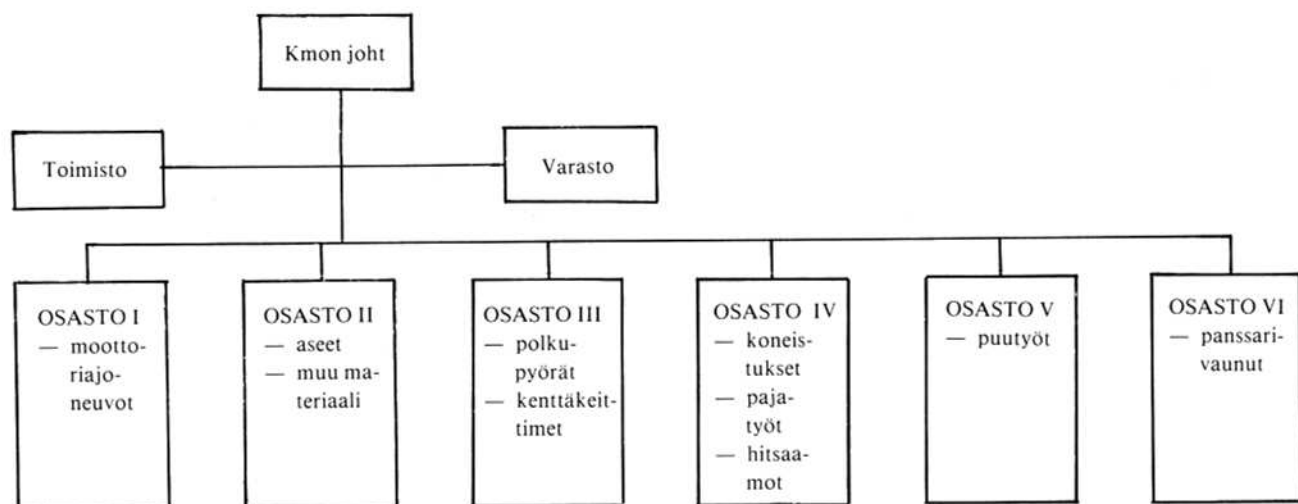 Kmon joht
Toimisto
Varasto
OSASTO I
— mootto-
riajo-
neuvot
OSASTO II
— aseet
— muu ma-
teriaali
OSASTO III
— polku-
pyörät
— kenttäkeit-
timet
OSASTO IV
— koneis-
tukset
— paja-
työt
— hitsaa-
mot
OSASTO V
— puutyöt
OSASTO VI
— panssari-
vaunut